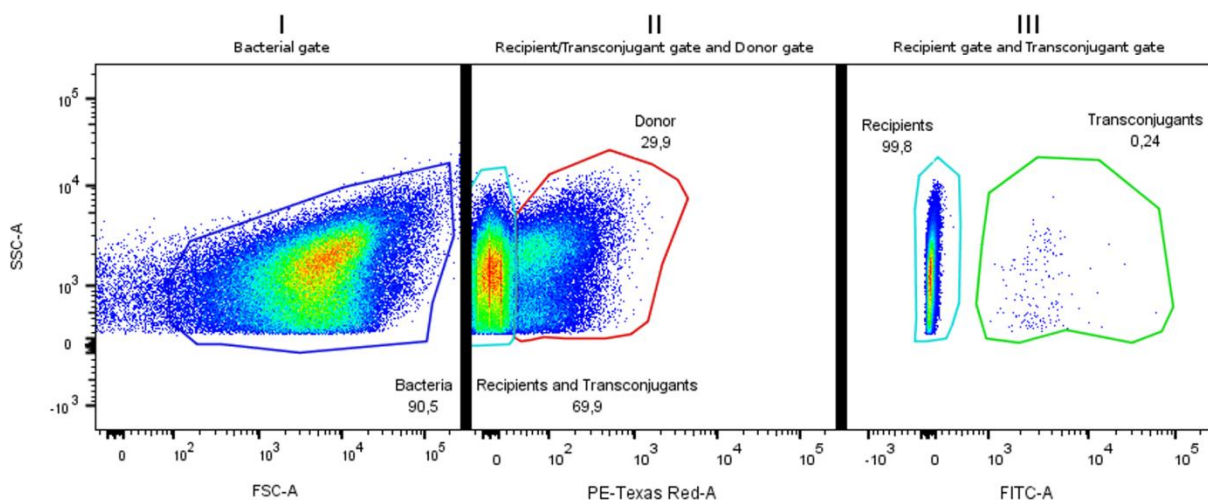 I
Bacterial gate
II
Recipient/Transconjugant gate and Donor gate
III
Recipient gate and Transconjugant gate
SSC-A
10^5
10^4
10^3
0
-10^3
Bacteria
90,5
0
10^2
10^3
10^4
10^5
FSC-A
Donor
29,9
Recipients and Transconjugants
69,9
0
10^2
10^3
10^4
10^5
PE-Texas Red-A
Recipients
99,8
Transconjugants
0,24
-10^3
0
10^3
10^4
10^5
FITC-A